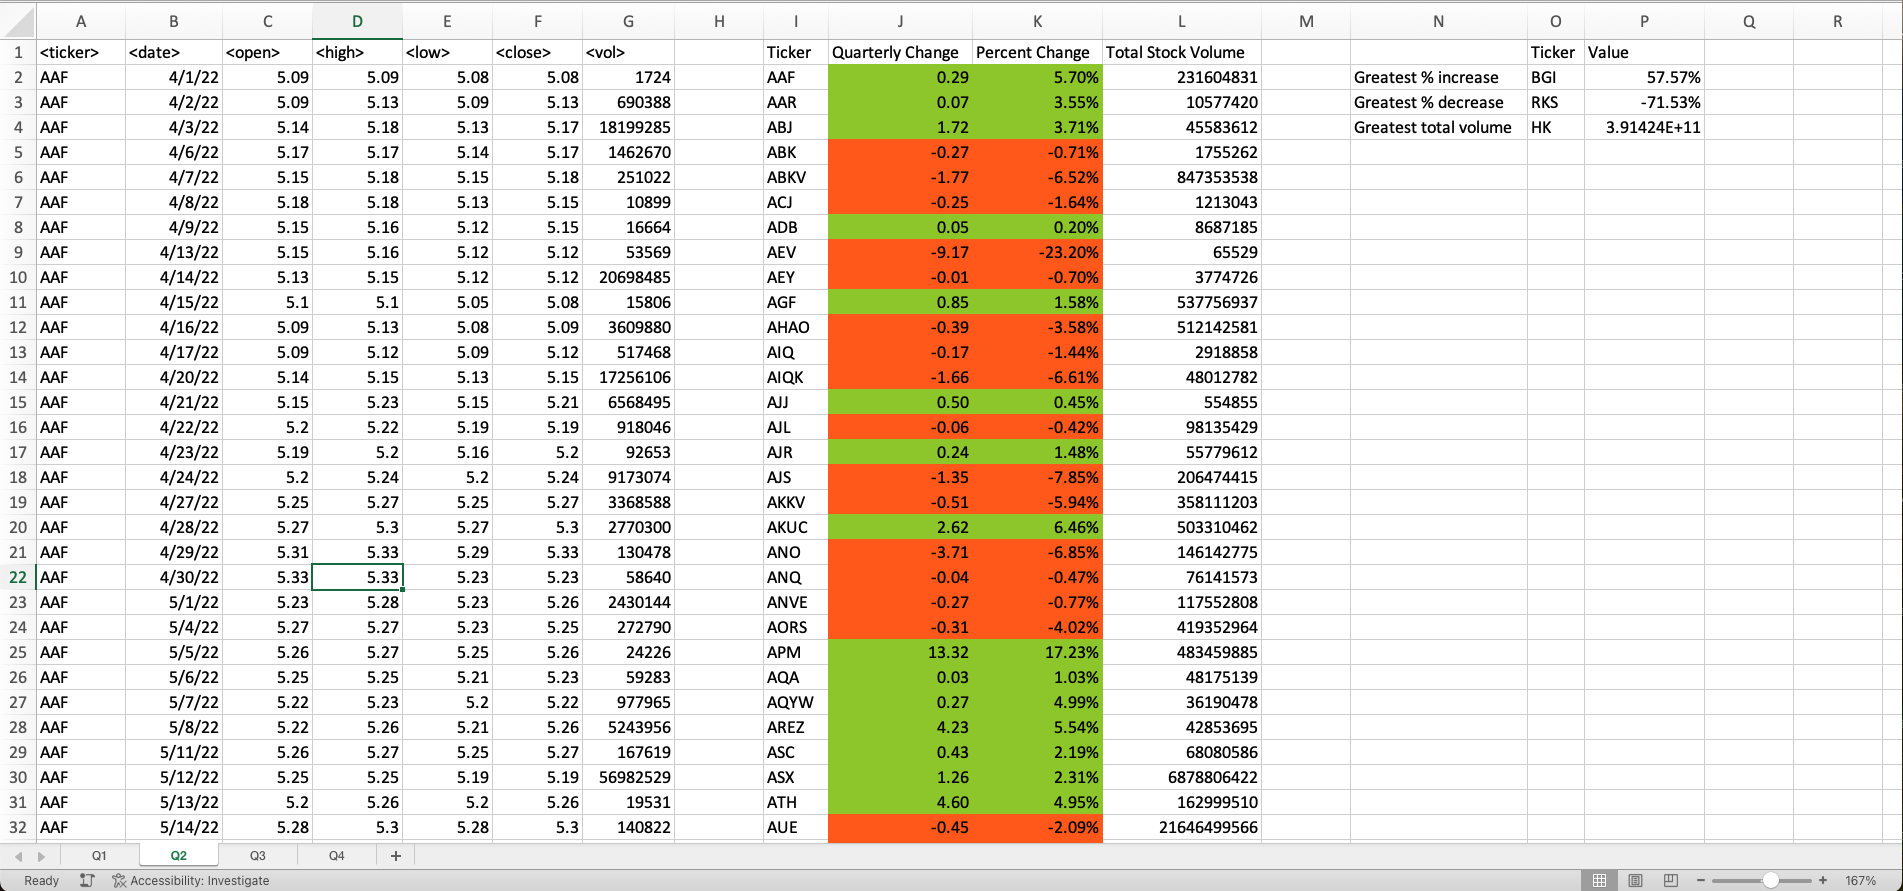 A B C D E F G H I J K L M N O P Q R
1 <ticker> <date> <open> <high> <low> <close> <vol> Ticker Quarterly Change Percent Change Total Stock Volume Ticker Value
2 AAF 4/1/22 5.09 5.09 5.08 5.08 1724 AAF 0.29 5.70% 231604831 Greatest % increase BGI 57.57%
3 AAF 4/2/22 5.09 5.13 5.09 5.13 690388 AAR 0.07 3.55% 10577420 Greatest % decrease RKS -71.53%
4 AAF 4/3/22 5.14 5.18 5.13 5.17 18199285 ABJ 1.72 3.71% 45583612 Greatest total volume HK 3.91424E+11
5 AAF 4/6/22 5.17 5.17 5.14 5.17 1462670 ABK -0.27 -0.71% 1755262
6 AAF 4/7/22 5.15 5.18 5.15 5.18 251022 ABKV -1.77 -6.52% 847353538
7 AAF 4/8/22 5.18 5.18 5.13 5.15 10899 ACJ -0.25 -1.64% 1213043
8 AAF 4/9/22 5.15 5.16 5.12 5.15 16664 ADB 0.05 0.20% 8687185
9 AAF 4/13/22 5.15 5.16 5.12 5.12 53569 AEV -9.17 -23.20% 65529
10 AAF 4/14/22 5.13 5.15 5.12 5.12 20698485 AEY -0.01 -0.70% 3774726
11 AAF 4/15/22 5.1 5.1 5.05 5.08 15806 AGF 0.85 1.58% 537756937
12 AAF 4/16/22 5.09 5.13 5.08 5.09 3609880 AHAO -0.39 -3.58% 512142581
13 AAF 4/17/22 5.09 5.12 5.09 5.12 517468 AIQ -0.17 -1.44% 2918858
14 AAF 4/20/22 5.14 5.15 5.13 5.15 17256106 AIQK -1.66 -6.61% 48012782
15 AAF 4/21/22 5.15 5.23 5.15 5.21 6568495 AJJ 0.50 0.45% 554855
16 AAF 4/22/22 5.2 5.22 5.19 5.19 918046 AJL -0.06 -0.42% 98135429
17 AAF 4/23/22 5.19 5.2 5.16 5.2 92653 AJR 0.24 1.48% 55779612
18 AAF 4/24/22 5.2 5.24 5.2 5.24 9173074 AJS -1.35 -7.85% 206474415
19 AAF 4/27/22 5.25 5.27 5.25 5.27 3368588 AKKV -0.51 -5.94% 358111203
20 AAF 4/28/22 5.27 5.3 5.27 5.3 2770300 AKUC 2.62 6.46% 503310462
21 AAF 4/29/22 5.31 5.33 5.29 5.33 130478 ANO -3.71 -6.85% 146142775
22 AAF 4/30/22 5.33 5.33 5.23 5.23 58640 ANQ -0.04 -0.47% 76141573
23 AAF 5/1/22 5.23 5.28 5.23 5.26 2430144 ANVE -0.27 -0.77% 117552808
24 AAF 5/4/22 5.27 5.27 5.23 5.25 272790 AORS -0.31 -4.02% 419352964
25 AAF 5/5/22 5.26 5.27 5.25 5.26 24226 APM 13.32 17.23% 483459885
26 AAF 5/6/22 5.25 5.25 5.21 5.23 59283 AQA 0.03 1.03% 48175139
27 AAF 5/7/22 5.22 5.23 5.2 5.22 977965 AQYW 0.27 4.99% 36190478
28 AAF 5/8/22 5.22 5.26 5.21 5.26 5243956 AREZ 4.23 5.54% 42853695
29 AAF 5/11/22 5.26 5.27 5.25 5.27 167619 ASC 0.43 2.19% 68080586
30 AAF 5/12/22 5.25 5.25 5.19 5.19 56982529 ASX 1.26 2.31% 6878806422
31 AAF 5/13/22 5.2 5.26 5.2 5.26 19531 ATH 4.60 4.95% 162999510
32 AAF 5/14/22 5.28 5.3 5.28 5.3 140822 AUE -0.45 -2.09% 21646499566
Q1 Q2 Q3 Q4 +
Ready Accessibility: Investigate - + 167%